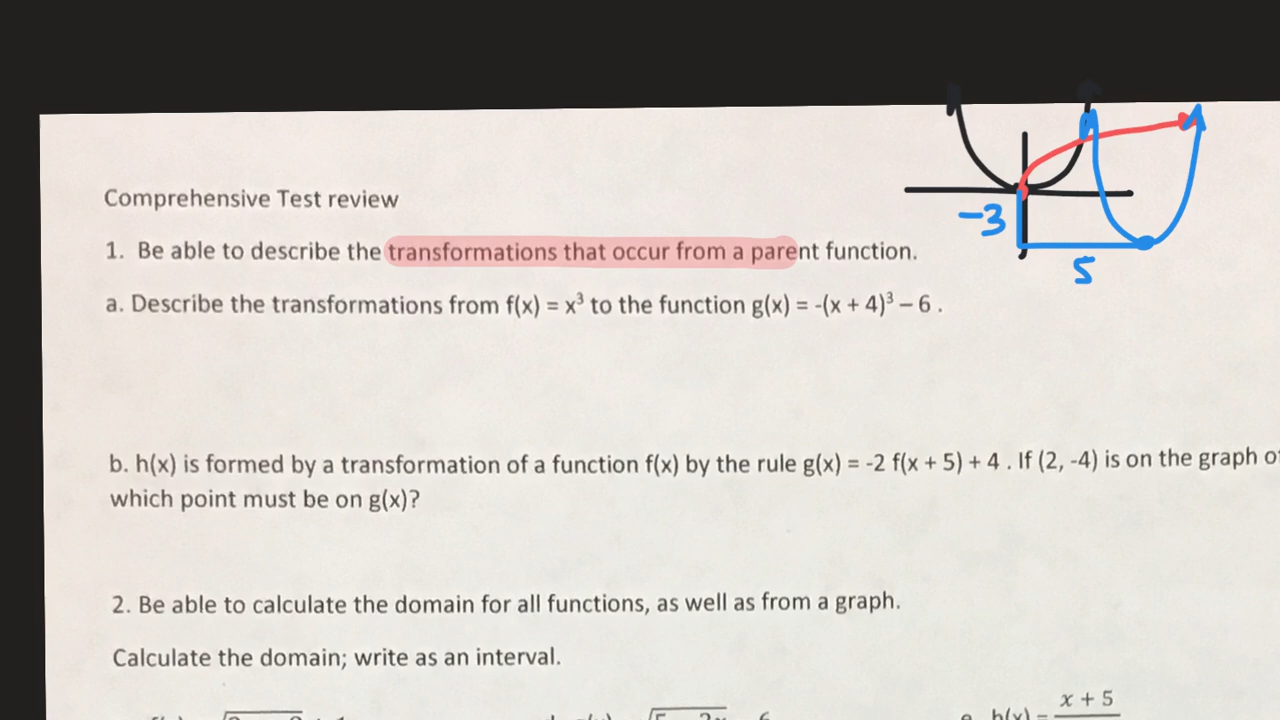 Comprehensive Test review
-3
1. Be able to describe the transformations that occur from a parent function.
5
a. Describe the transformations from f(x) = x³ to the function g(x) = -(x + 4)³ – 6 .
b. h(x) is formed by a transformation of a function f(x) by the rule g(x) = -2 f(x + 5) + 4 . If (2, -4) is on the graph
which point must be on g(x)?
2. Be able to calculate the domain for all functions, as well as from a graph.
Calculate the domain; write as an interval.
x + 5